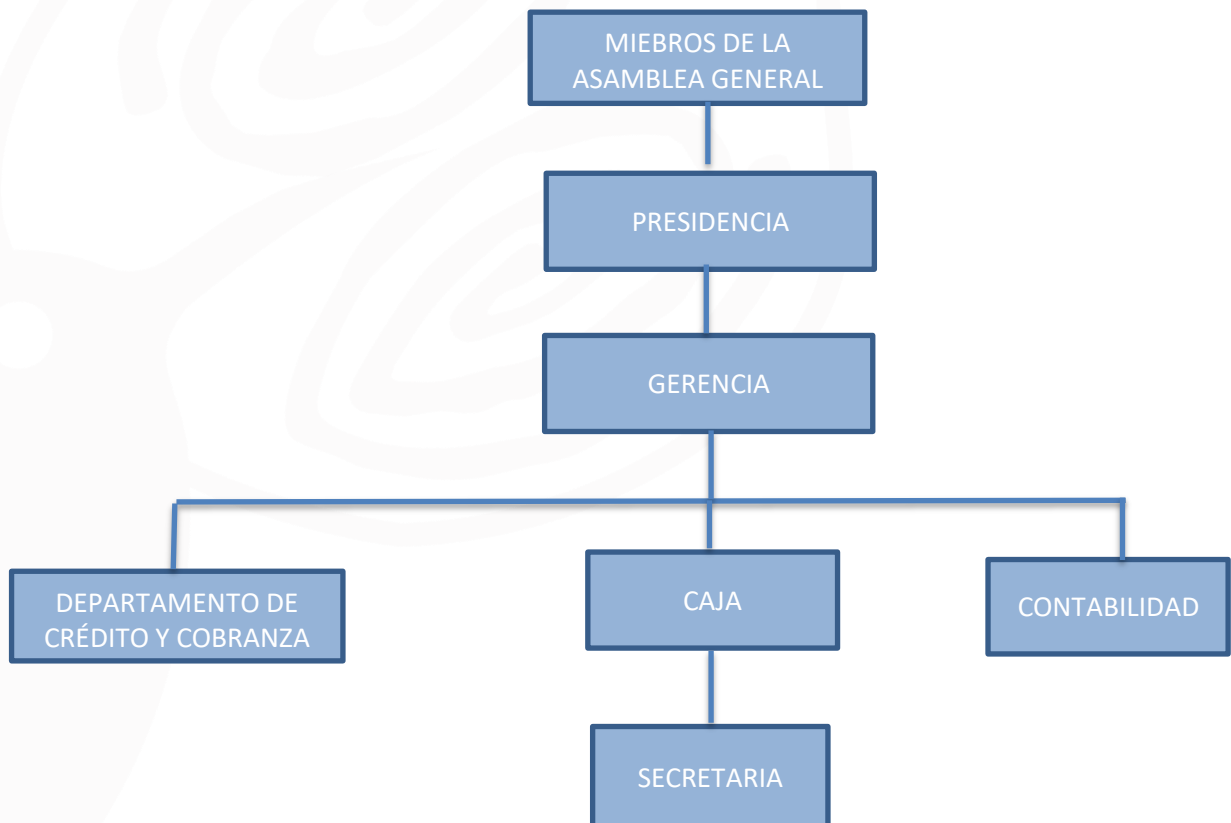 MIEBROS DE LA
ASAMBLEA GENERAL
PRESIDENCIA
GERENCIA
DEPARTAMENTO DE
CRÉDITO Y COBRANZA
CAJA
CONTABILIDAD
SECRETARIA